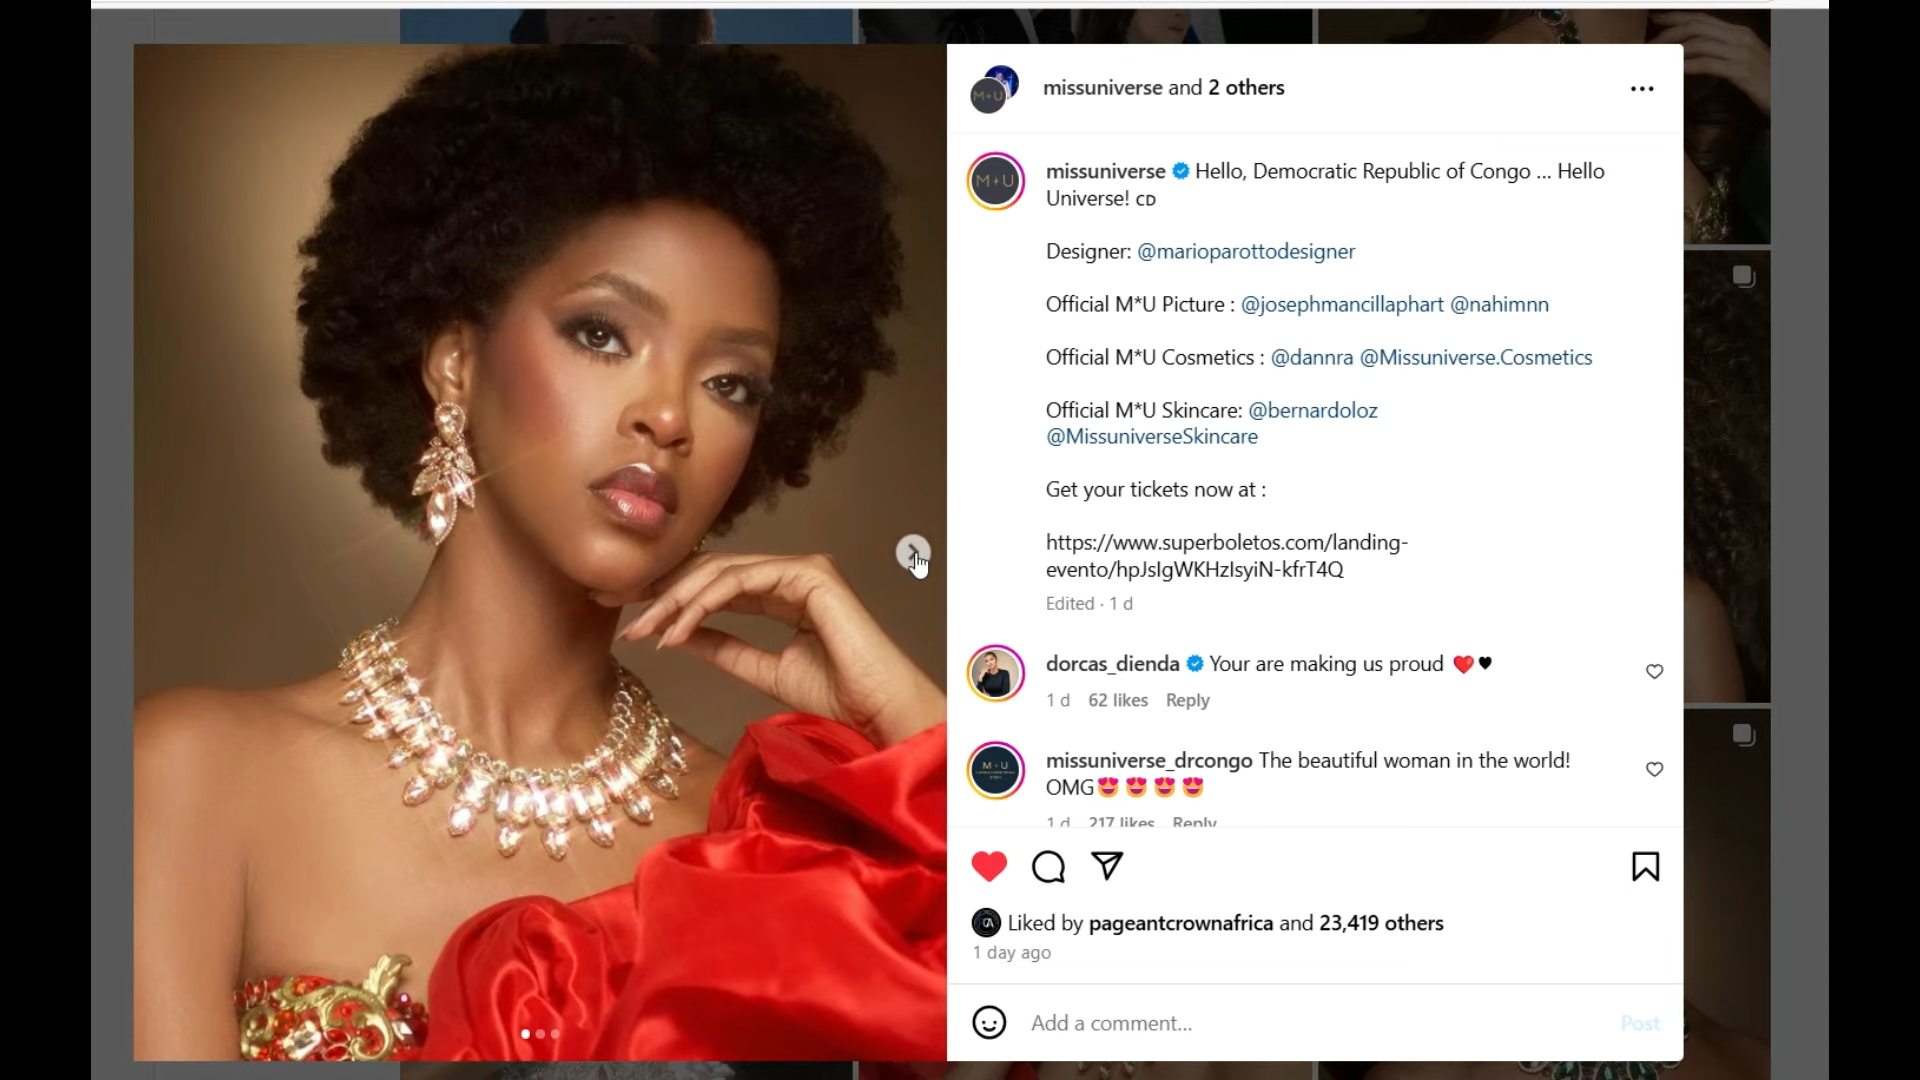 missuniverse and 2 others
M+U
missuniverse Hello, Democratic Republic of Congo ... Hello
Universe! CD
M+U
Designer: @marioparottodesigner
Official M*U Picture : @josephmancillaphart @nahimnn
Official M*U Cosmetics : @dannra @Missuniverse.Cosmetics
Official M*U Skincare: @bernardoloz
@MissuniverseSkincare
Get your tickets now at :
https://www.superboletos.com/landing-
evento/hpJsIgWKHzIsyiN-kfrT4Q
Edited · 1 d
dorcas_dienda Your are making us proud ❤️🖤
1 d 62 likes Reply
missuniverse_drcongo The beautiful woman in the world!
OMG😍😍😍😍
M+U
1 d 217 likes Reply
Liked by pageantcrownafrica and 23,419 others
1 day ago
Add a comment...
Post